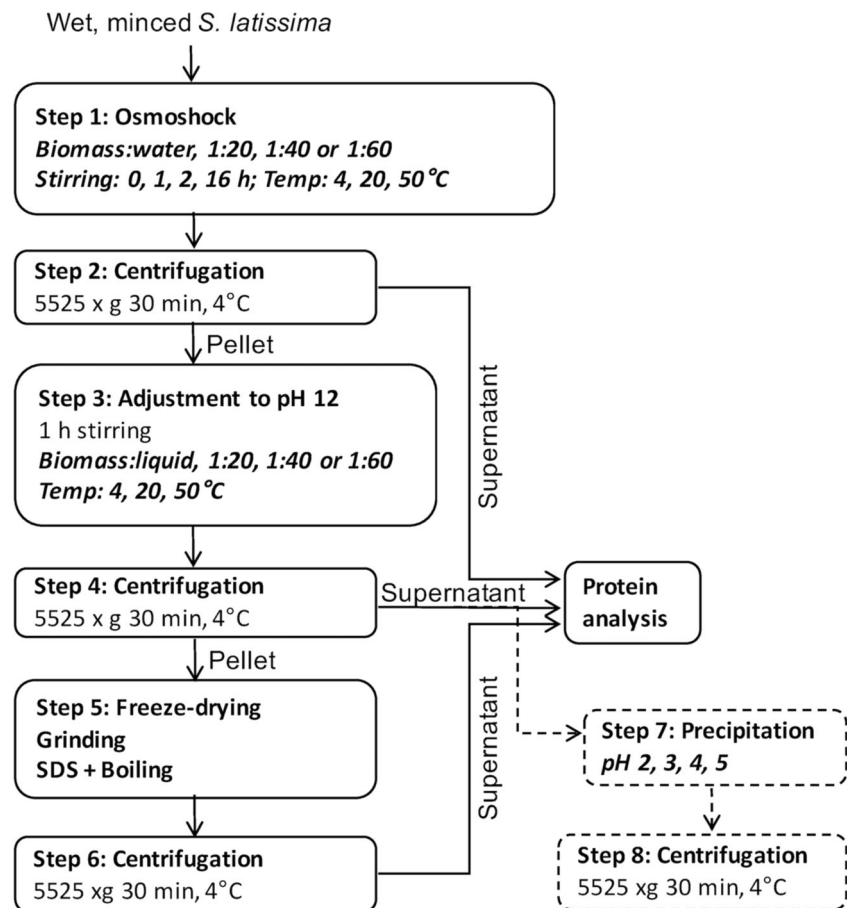 Wet, minced S. latissima
Step 1: Osmoshock
Biomass:water, 1:20, 1:40 or 1:60
Stirring: 0, 1, 2, 16 h; Temp: 4, 20, 50°C
Step 2: Centrifugation
5525 x g 30 min, 4°C
Pellet
Supernatant
Step 3: Adjustment to pH 12
1 h stirring
Biomass:liquid, 1:20, 1:40 or 1:60
Temp: 4, 20, 50°C
Step 4: Centrifugation
5525 x g 30 min, 4°C
Supernatant
Protein
analysis
Pellet
Supernatant
Step 5: Freeze-drying
Grinding
SDS + Boiling
Step 6: Centrifugation
5525 xg 30 min, 4°C
Step 7: Precipitation
pH 2, 3, 4, 5
Step 8: Centrifugation
5525 xg 30 min, 4°C